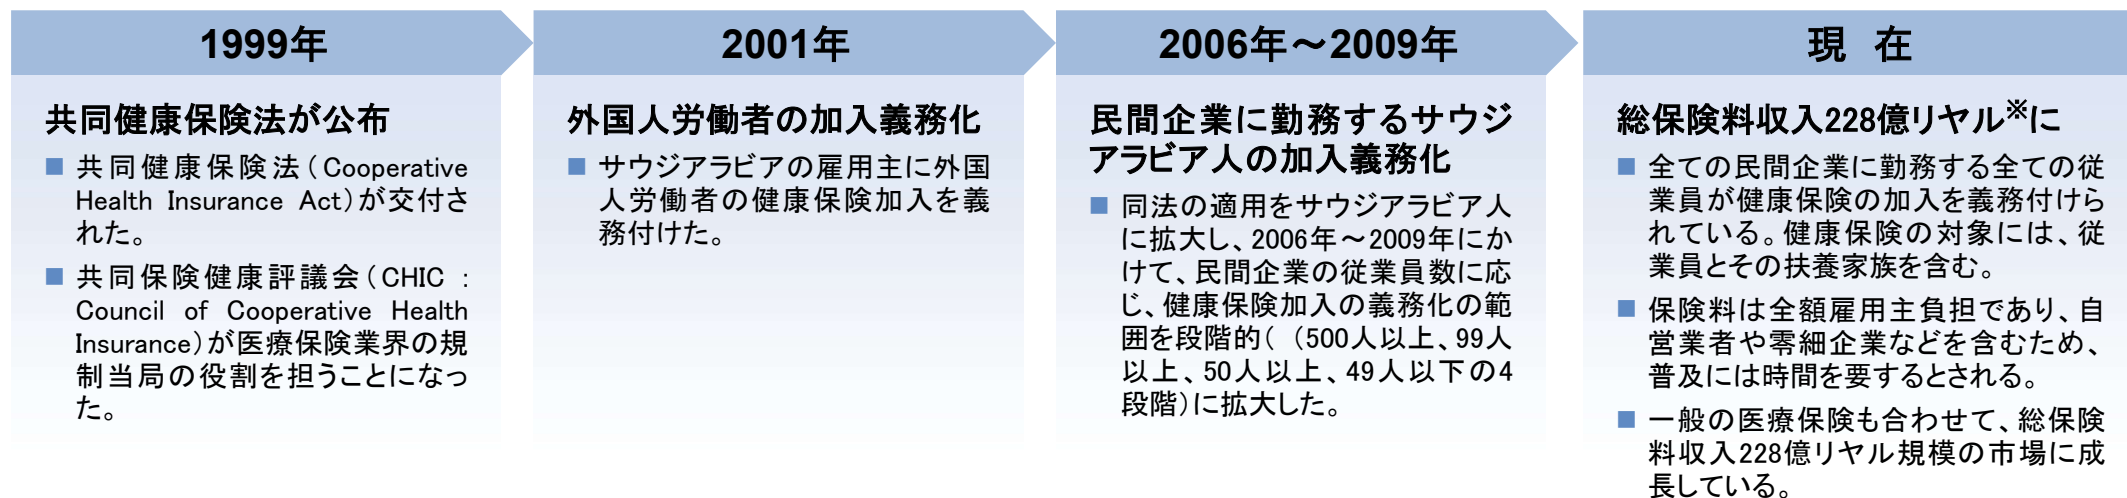 1999年
共同健康保険法が公布
■ 共同健康保険法（Cooperative
Health Insurance Act）が交付さ
れた。
■ 共同保険健康評議会（CHIC：
Council of Cooperative Health
Insurance）が医療保険業界の規
制当局の役割を担うことになっ
た。
2001年
外国人労働者の加入義務化
■ サウジアラビアの雇用主に外国
人労働者の健康保険加入を義
務付けた。
2006年～2009年
民間企業に勤務するサウジ
アラビア人の加入義務化
■ 同法の適用をサウジアラビア人
に拡大し、2006年～2009年にか
けて、民間企業の従業員数に応
じ、健康保険加入の義務化の範
囲を段階的（（500人以上、99人
以上、50人以上、49人以下の4
段階）に拡大した。
現 在
総保険料収入228億リヤル※に
■ 全ての民間企業に勤務する全ての従
業員が健康保険の加入を義務付けら
れている。健康保険の対象には、従
業員とその扶養家族を含む。
■ 保険料は全額雇用主負担であり、自
営業者や零細企業などを含むため、
普及には時間を要するとされる。
■ 一般の医療保険も合わせて、総保険
料収入228億リヤル規模の市場に成
長している。